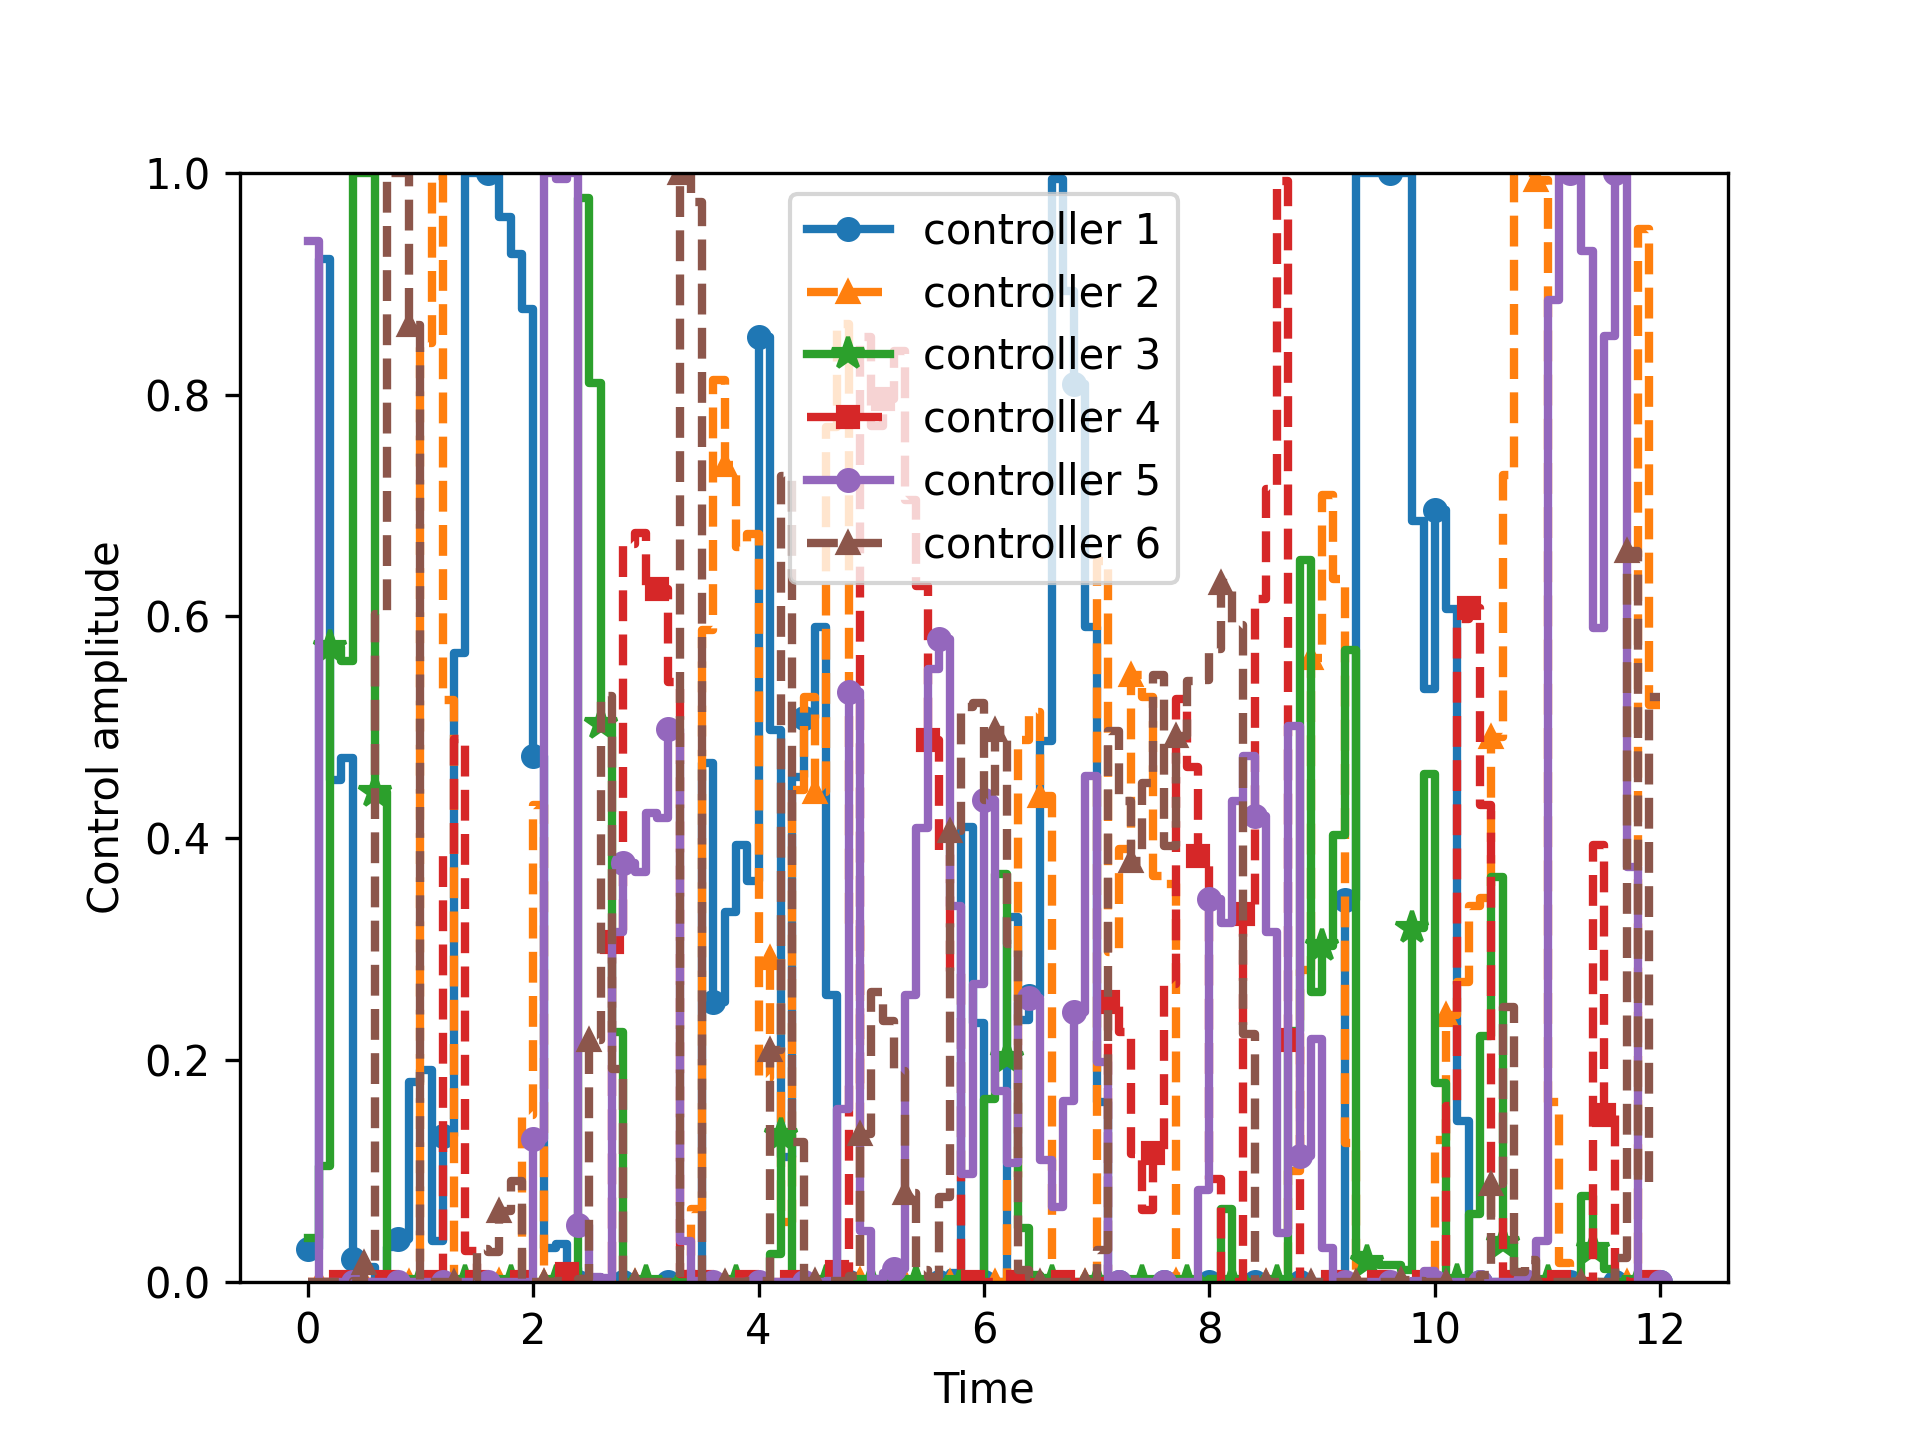 1.0
0.8
0.6
0.4
0.2
0.0
Control amplitude
controller 1
controller 2
controller 3
controller 4
controller 5
controller 6
0 2 4 6 8 10 12
Time